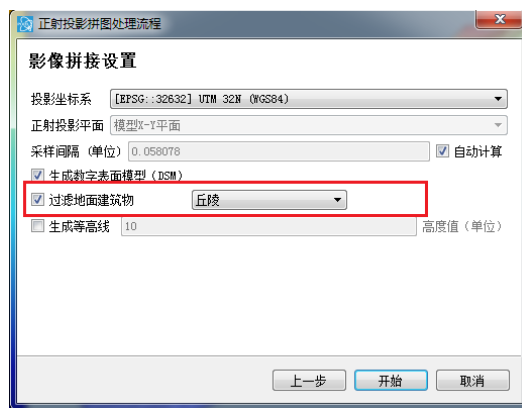 正射投影拼图处理流程
影像拼接设置
投影坐标系 [EPSG::32632] UTM 32N (WGS84)
正射投影平面 模型X-Y平面
采样间隔 (单位) 0.058078 自动计算
生成数字表面模型 (DSM)
过滤地面建筑物 丘陵
生成等高线 10 高度值 (单位)
上一步 开始 取消